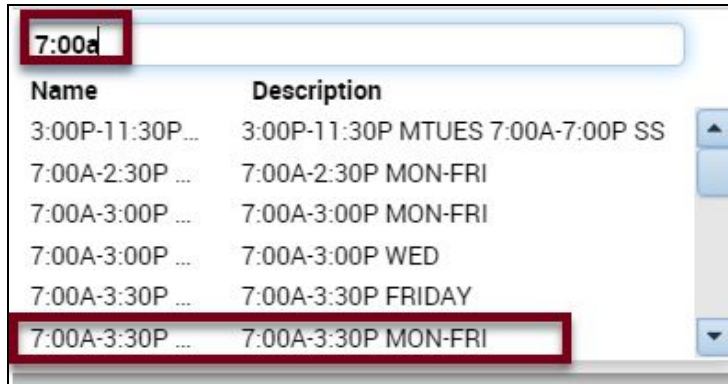 7:00a
Name Description
3:00P-11:30P... 3:00P-11:30P MTUES 7:00A-7:00P SS
7:00A-2:30P ... 7:00A-2:30P MON-FRI
7:00A-3:00P ... 7:00A-3:00P MON-FRI
7:00A-3:00P ... 7:00A-3:00P WED
7:00A-3:30P ... 7:00A-3:30P FRIDAY
7:00A-3:30P ... 7:00A-3:30P MON-FRI